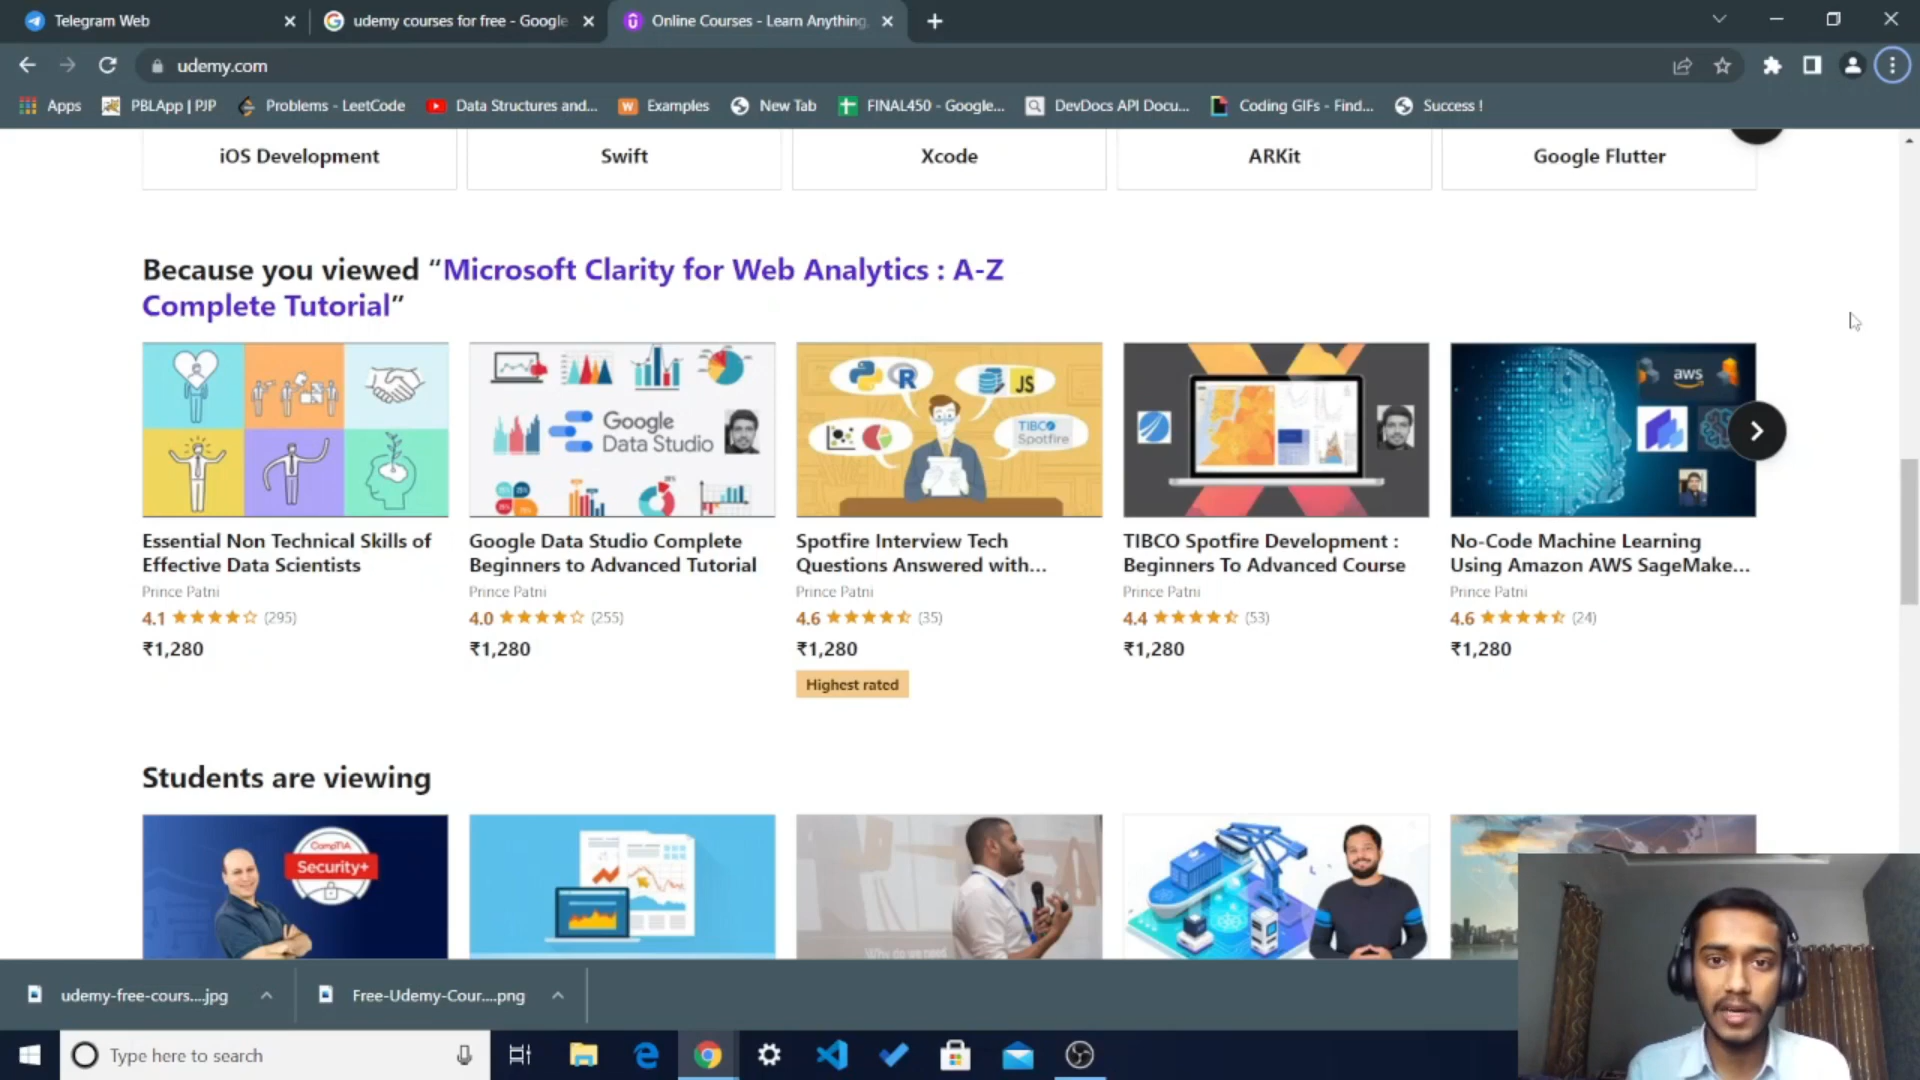 Telegram Web
udemy courses for free - Google
Online Courses - Learn Anything,
udemy.com
Apps
PBLApp | PJP
Problems - LeetCode
Data Structures and...
Examples
New Tab
FINAL450 - Google...
DevDocs API Docu...
Coding GIFs - Find...
Success !
iOS Development
Swift
Xcode
ARKit
Google Flutter
Because you viewed “Microsoft Clarity for Web Analytics : A-Z
Complete Tutorial”
Google
Data Studio
R
JS
TIBCO
Spotfire
aws
Essential Non Technical Skills of
Effective Data Scientists
Prince Patni
4.1 (295)
₹1,280
Google Data Studio Complete
Beginners to Advanced Tutorial
Prince Patni
4.0 (255)
₹1,280
Spotfire Interview Tech
Questions Answered with...
Prince Patni
4.6 (35)
₹1,280
Highest rated
TIBCO Spotfire Development :
Beginners To Advanced Course
Prince Patni
4.4 (53)
₹1,280
No-Code Machine Learning
Using Amazon AWS SageMake...
Prince Patni
4.6 (24)
₹1,280
Students are viewing
CompTIA
Security+
Why do we need
udemy-free-cours....jpg
Free-Udemy-Cour....png
Type here to search